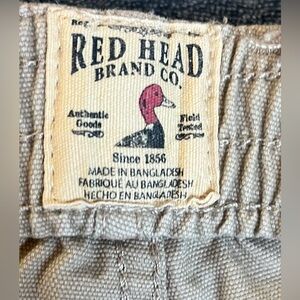 REG.
RED HEAD
BRAND CO.
Authentic Goods
Field Tested
Since 1856
MADE IN BANGLADESH
FABRIQUÉ AU BANGLADESH
HECHO EN BANGLADESH